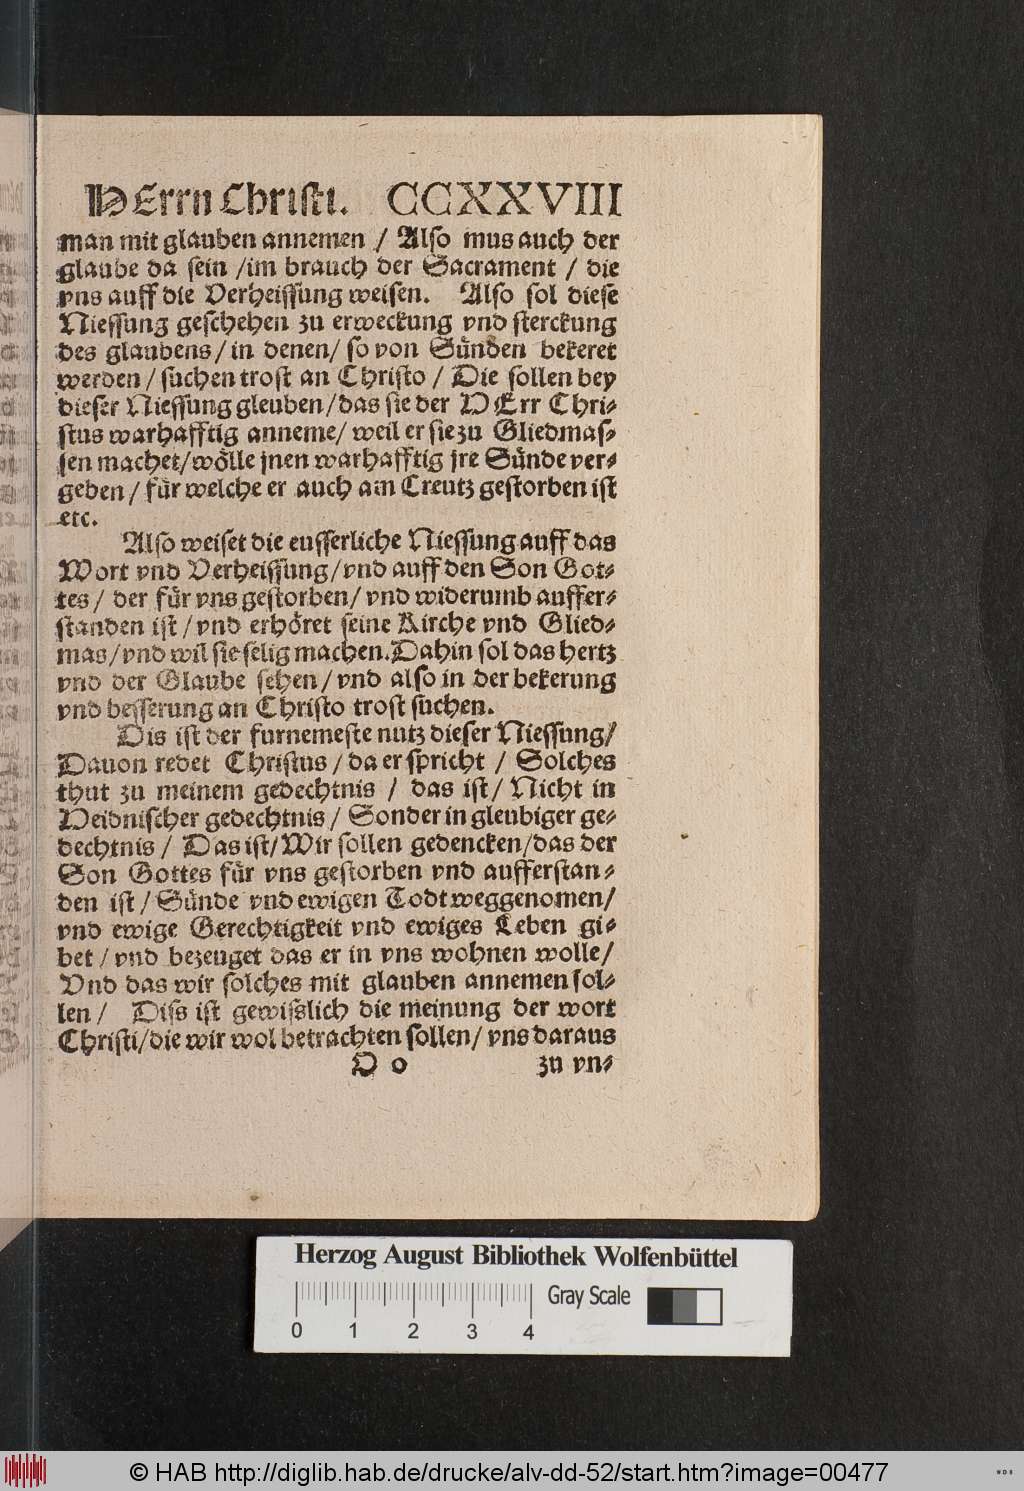 HErrn Christi. CCXXVIII
man mit glauben annemen / Also mus auch der
glaube da sein /im brauch der Sacrament / die
vns auff die Verheissung weisen. Also sol diese
Niessung geschehen zu erweckung vnd sterckung
des glaubens/ in denen/ so von Sünden bekeret
werden / suchen trost an Christo / Die sollen bey
dieser Niessung gleuben/das sie der HErr Chri-
stus warhafftig anneme/ weil er sie zu Gliedmas-
sen machet/wölle jnen warhafftig jre Sünde ver-
geben / für welche er auch am Creutz gestorben ist
etc.
Also weiset die eusserliche Niessung auff das
Wort vnd Verheissung/vnd auff den Son Got-
tes / der für vns gestorben/ vnd widerumb auffer-
standen ist / vnd erhöret seine Kirche vnd Glied-
mas/vnd wil sie selig machen.Dahin sol das hertz
vnd der Glaube sehen/ vnd also in der bekerung
vnd besserung an Christo trost suchen.
Dis ist der furnemeste nutz dieser Niessung/
Dauon redet Christus / da er spricht / Solches
thut zu meinem gedechtnis / das ist/ Nicht in
Heidnischer gedechtnis / Sonder in gleubiger ge-
dechtnis / Das ist/Wir sollen gedencken/das der
Son Gottes für vns gestorben vnd aufferstan-
den ist / Sünde vnd ewigen Todt weggenomen/
vnd ewige Gerechtigkeit vnd ewiges Leben gi-
bet / vnd bezeuget das er in vns wohnen wolle/
Vnd das wir solches mit glauben annemen sol-
len / Diss ist gewisslich die meinung der wort
Christi/die wir wol betrachten sollen/ vns daraus
O o zu vn-
Herzog August Bibliothek Wolfenbüttel
Gray Scale
0 1 2 3 4
© HAB http://diglib.hab.de/drucke/alv-dd-52/start.htm?image=00477
WDB